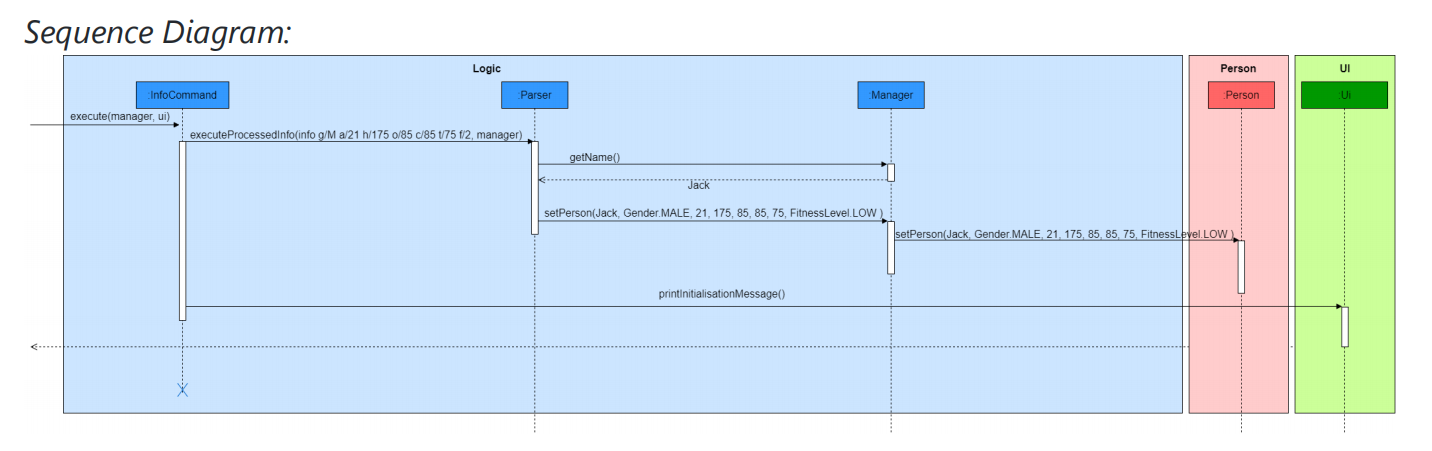 Sequence Diagram:
Logic
Person
UI
:InfoCommand
:Parser
:Manager
:Person
:Ui
execute(manager, ui)
executeProcessedInfo(info g/M a/21 h/175 o/85 c/85 t/75 f/2, manager)
getName()
Jack
setPerson(Jack, Gender.MALE, 21, 175, 85, 85, 75, FitnessLevel.LOW )
setPerson(Jack, Gender.MALE, 21, 175, 85, 85, 75, FitnessLevel.LOW )
printInitialisationMessage()